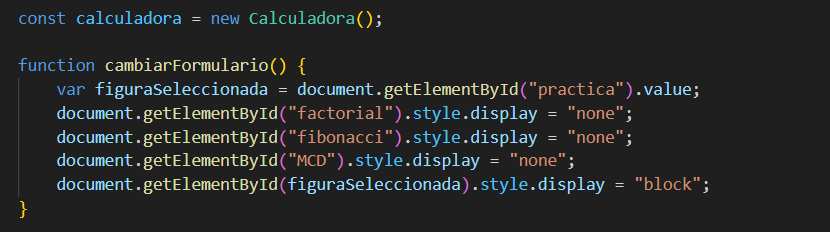 const calculadora = new Calculadora();
function cambiarFormulario() {
var figuraSeleccionada = document.getElementById("practica").value;
document.getElementById("factorial").style.display = "none";
document.getElementById("fibonacci").style.display = "none";
document.getElementById("MCD").style.display = "none";
document.getElementById(figuraSeleccionada).style.display = "block";
}